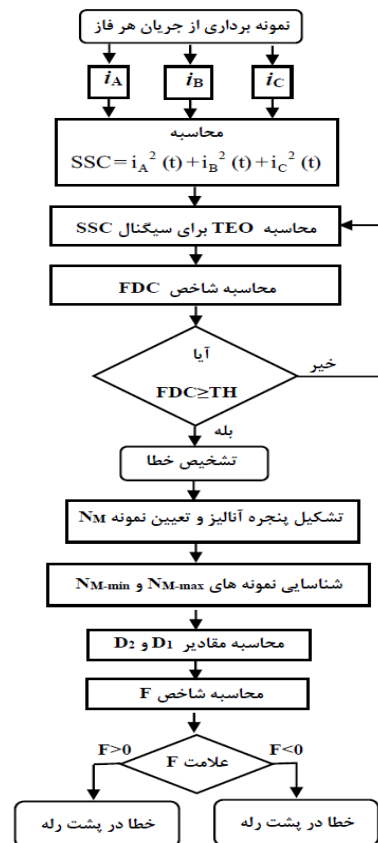 نمونه برداری از جریان هر فاز
iA
iB
iC
محاسبه
SSC = iA² (t) + iB² (t) + iC² (t)
محاسبه TEO برای سیگنال SSC
محاسبه شاخص FDC
آیا
FDC≥TH
خیر
بله
تشخیص خطا
تشکیل پنجره آنالیز و تعیین نمونه NM
شناسایی نمونه های NM-max و NM-min
محاسبه مقادیر D1 و D2
محاسبه شاخص F
علامت F
F>0
F<0
خطا در پشت رله
خطا در پشت رله